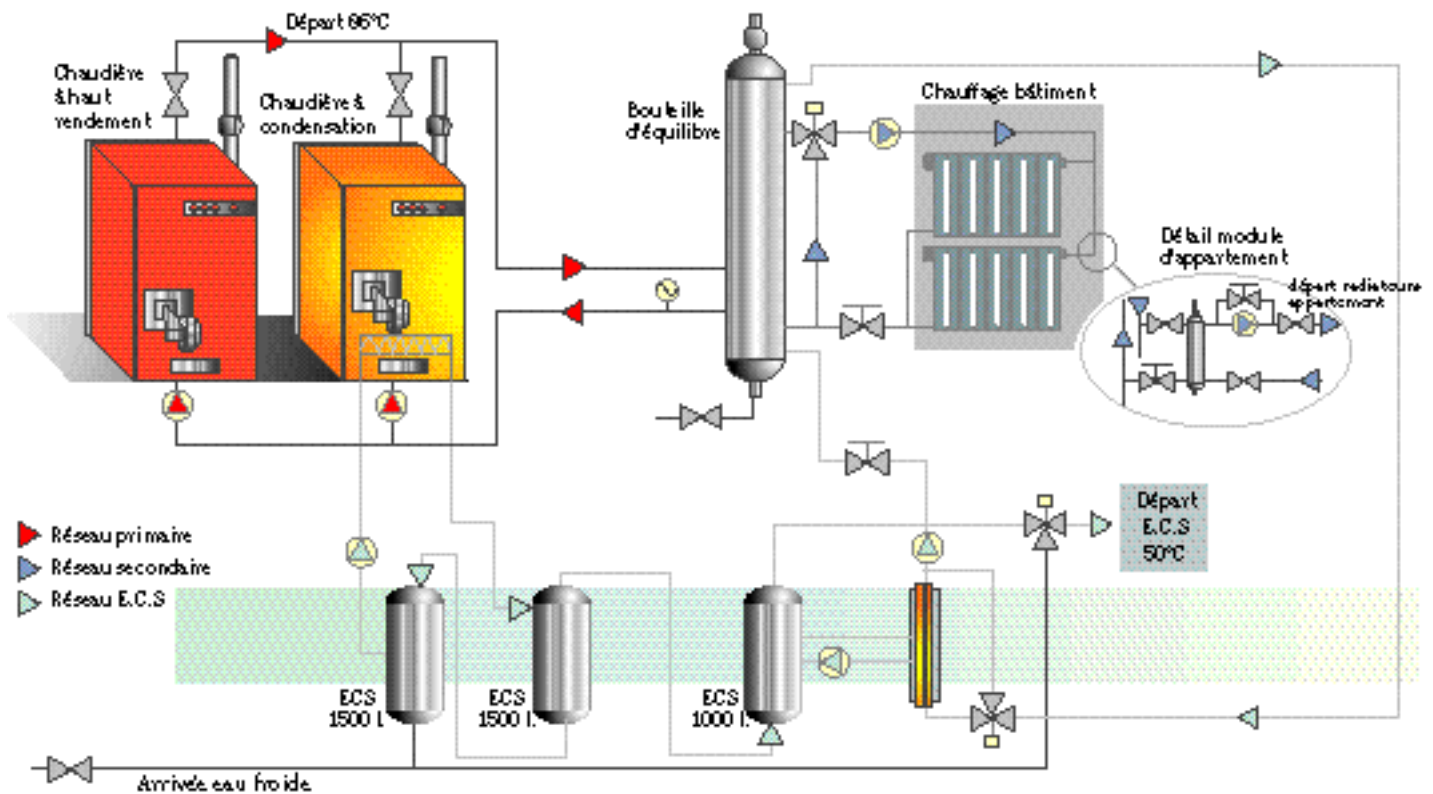 Départ 85°C
Chaudière
à haut
rendement
Chaudière à
condensation
Bouteille
d'équilibre
Chauffage bâtiment
Détail module
d'appartement
départ radiateurs
appartement
Réseau primaire
Réseau secondaire
Réseau E.C.S
Départ
E.C.S
50°C
ECS
1500 l.
ECS
1500 l.
ECS
1000 l.
Arrivée eau froide